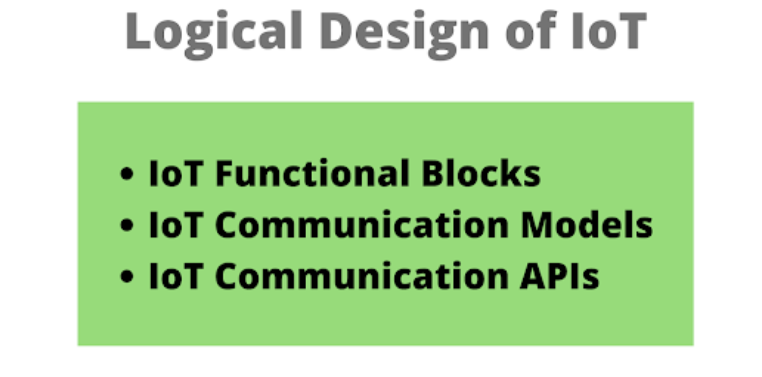 Logical Design of IoT
• IoT Functional Blocks
• IoT Communication Models
• IoT Communication APIs